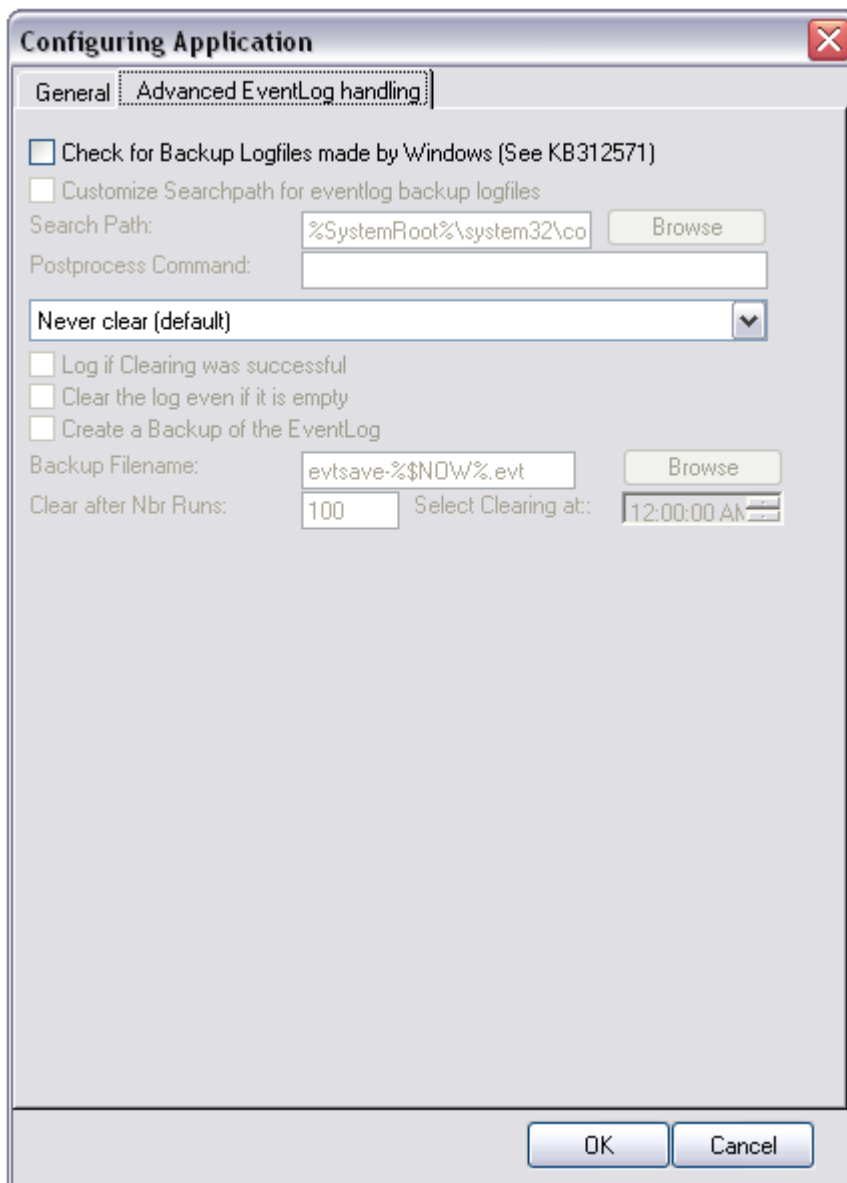 Configuring Application
General Advanced EventLog handling
Check for Backup Logfiles made by Windows (See KB312571)
Customize Searchpath for eventlog backup logfiles
Search Path: %SystemRoot%\system32\co Browse
Postprocess Command:
Never clear (default)
Log if Clearing was successful
Clear the log even if it is empty
Create a Backup of the EventLog
Backup Filename: evtsave-%$NOW%.evt Browse
Clear after Nbr Runs: 100 Select Clearing at:: 12:00:00 AM
OK Cancel